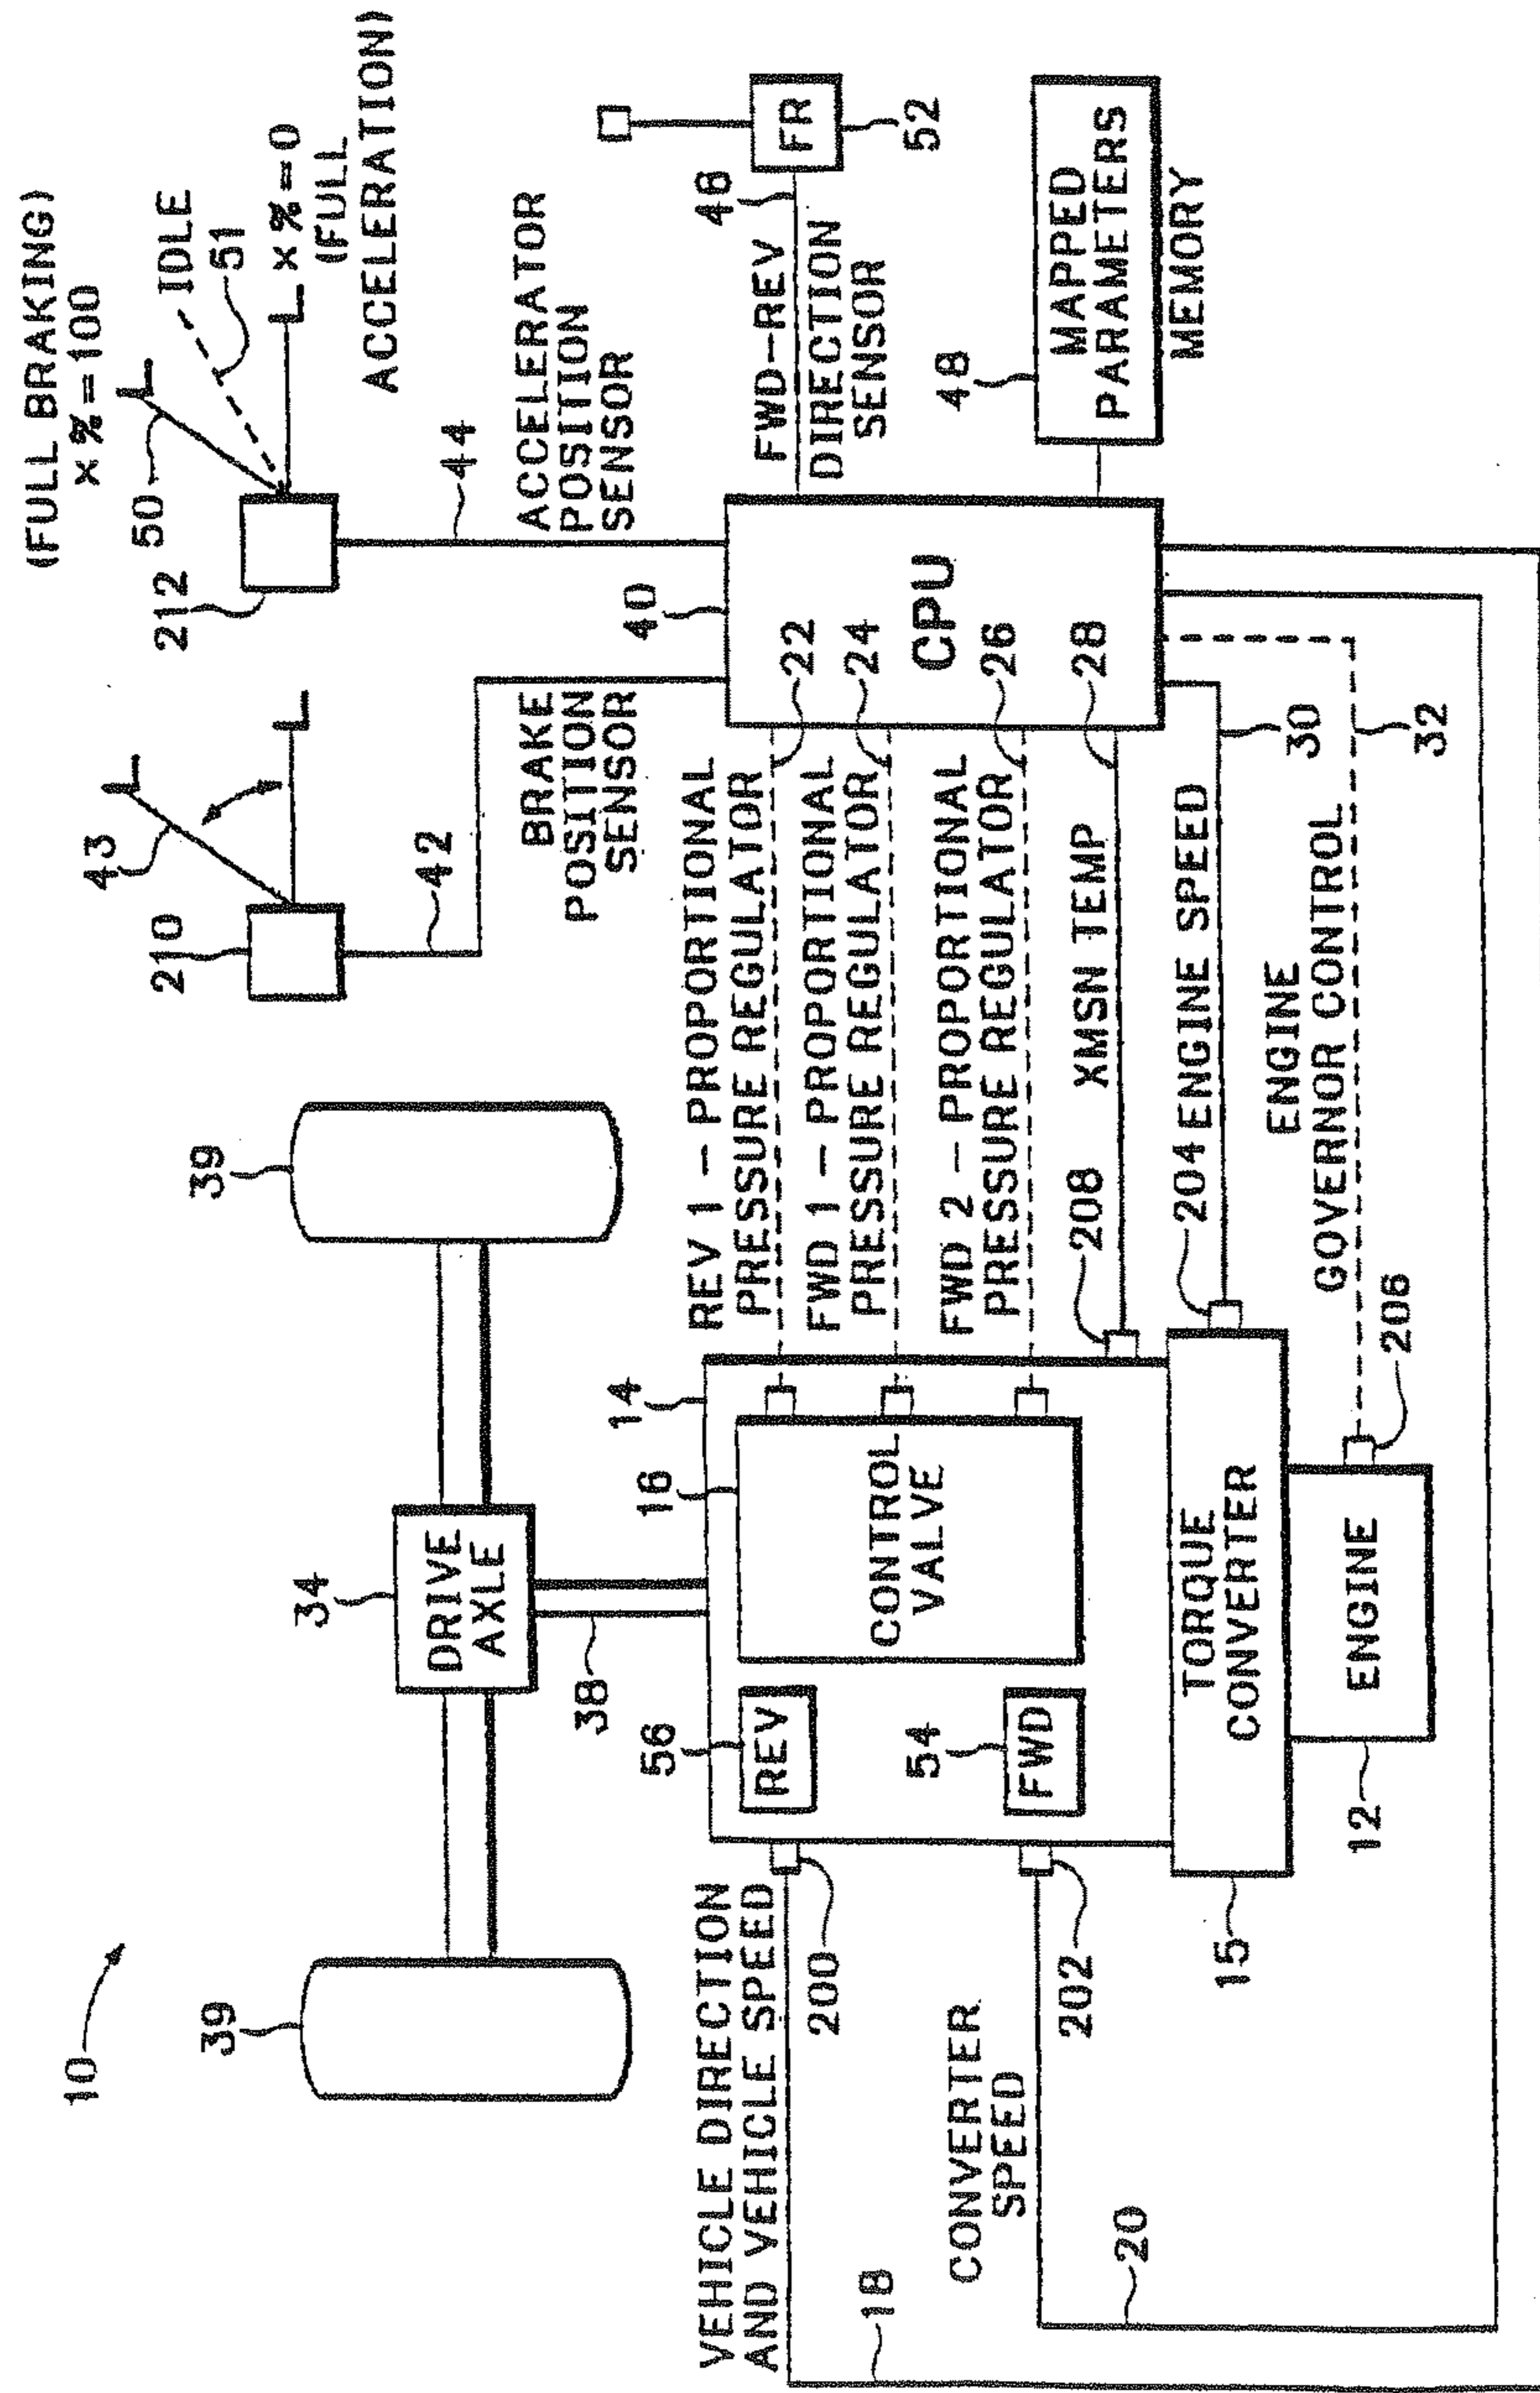 10
39
39
34
DRIVE
AXLE
38
43
210
42
BRAKE
POSITION
SENSOR
(FULL BRAKING)
x % = 100
50
IDLE
51
x % = 0
(FULL
ACCELERATION)
212
44
ACCELERATOR
POSITION
SENSOR
FR
52
46
FWD-REV
DIRECTION
SENSOR
48
MAPPED
PARAMETERS
MEMORY
40
CPU
22
24
26
28
REV 1 - PROPORTIONAL
PRESSURE REGULATOR
FWD 1 - PROPORTIONAL
PRESSURE REGULATOR
FWD 2 - PROPORTIONAL
PRESSURE REGULATOR
XMSN TEMP
208
204
ENGINE SPEED
30
ENGINE
GOVERNOR CONTROL
32
206
14
16
CONTROL
VALVE
56
REV
54
FWD
TORQUE
CONVERTER
15
ENGINE
12
VEHICLE DIRECTION
AND VEHICLE SPEED
200
CONVERTER
SPEED
202
18
20